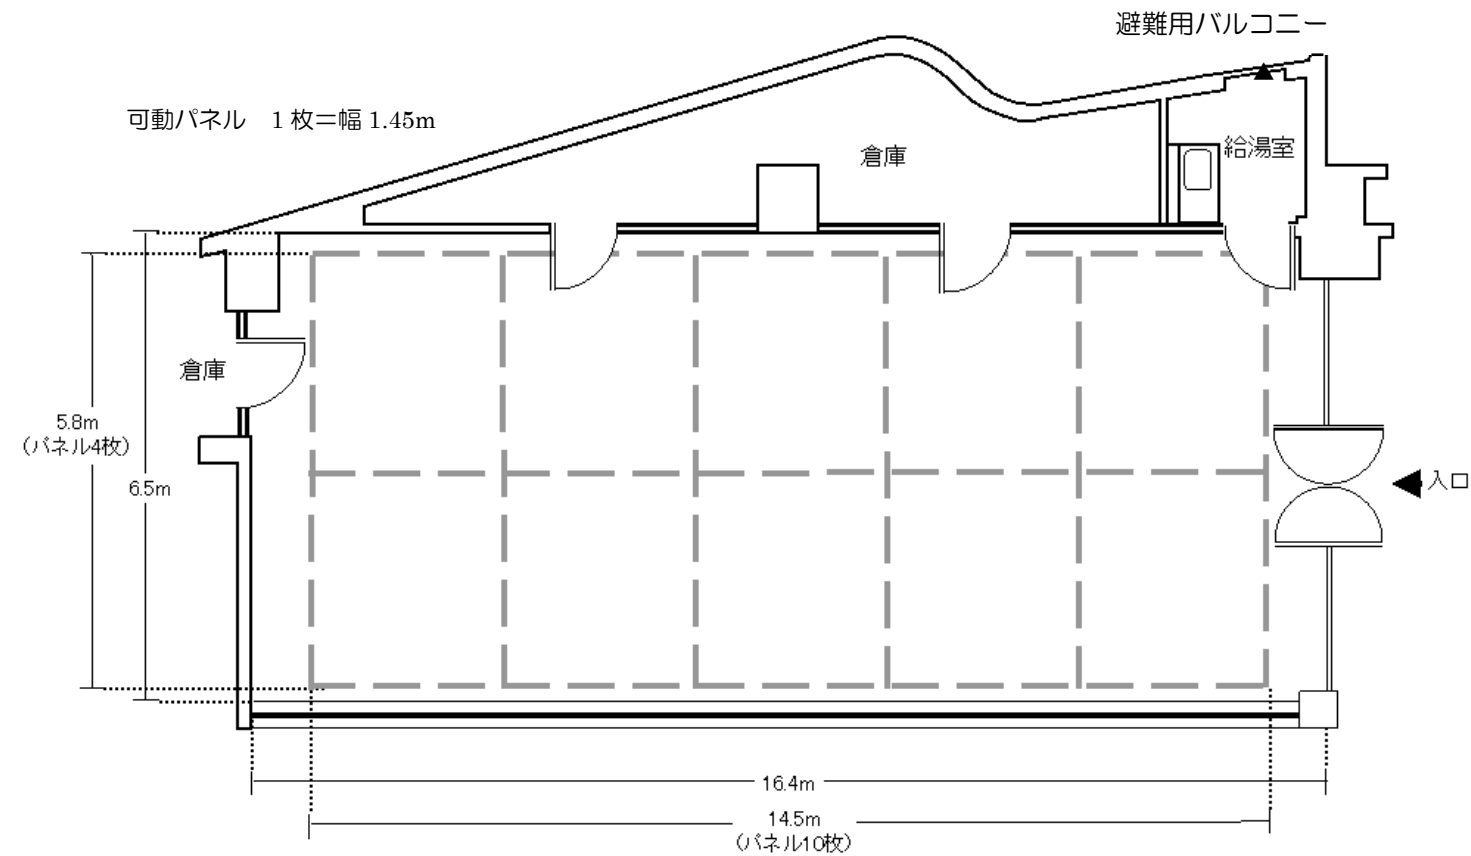 避難用バルコニー
可動パネル　1 枚＝幅 1.45m
倉庫
給湯室
倉庫
5.8m
(パネル4枚)
6.5m
入口
16.4m
14.5m
(パネル10枚)